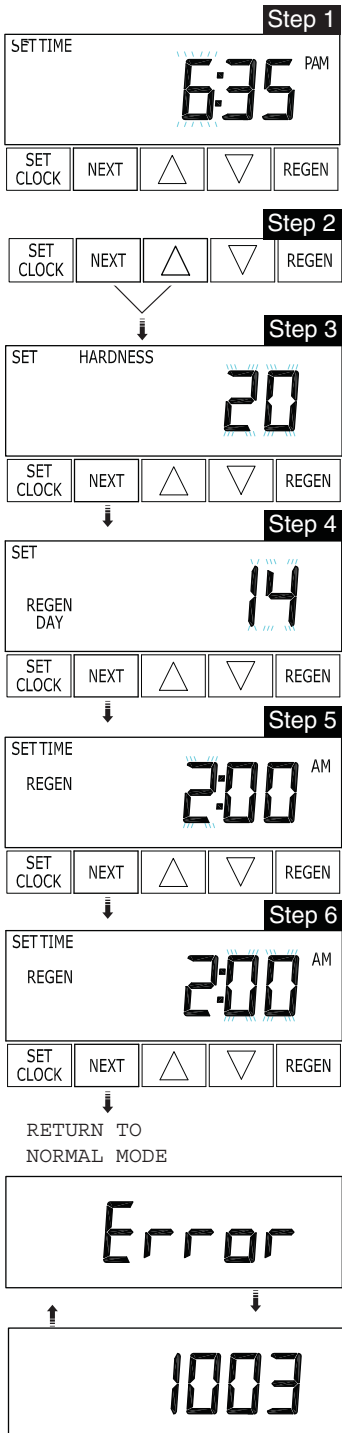 Step 1
SET TIME
6:35 PAM
SET CLOCK NEXT REGEN
Step 2
SET CLOCK NEXT REGEN
Step 3
SET HARDNESS
20
SET CLOCK NEXT REGEN
Step 4
SET
14
REGEN
DAY
SET CLOCK NEXT REGEN
Step 5
SET TIME
AM
REGEN
2:00
SET CLOCK NEXT REGEN
Step 6
SET TIME
AM
REGEN
2:00
SET CLOCK NEXT REGEN
RETURN TO
NORMAL MODE
Error
1003